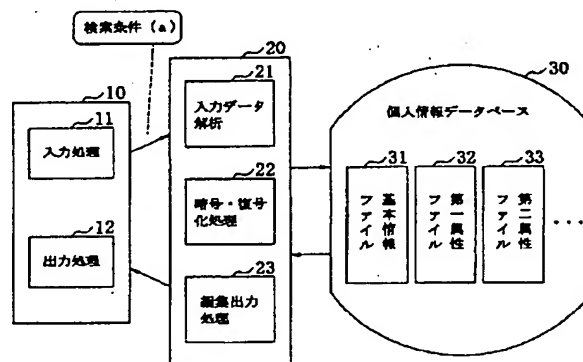 検索条件(a)
20
30
10
21
入力データ
解析
個人情報データベース
11
入力処理
22
暗号・復号
化処理
31
基本情報
ファイル
32
第一属性
ファイル
33
第二属性
ファイル
・・・
12
出力処理
23
編集出力
処理